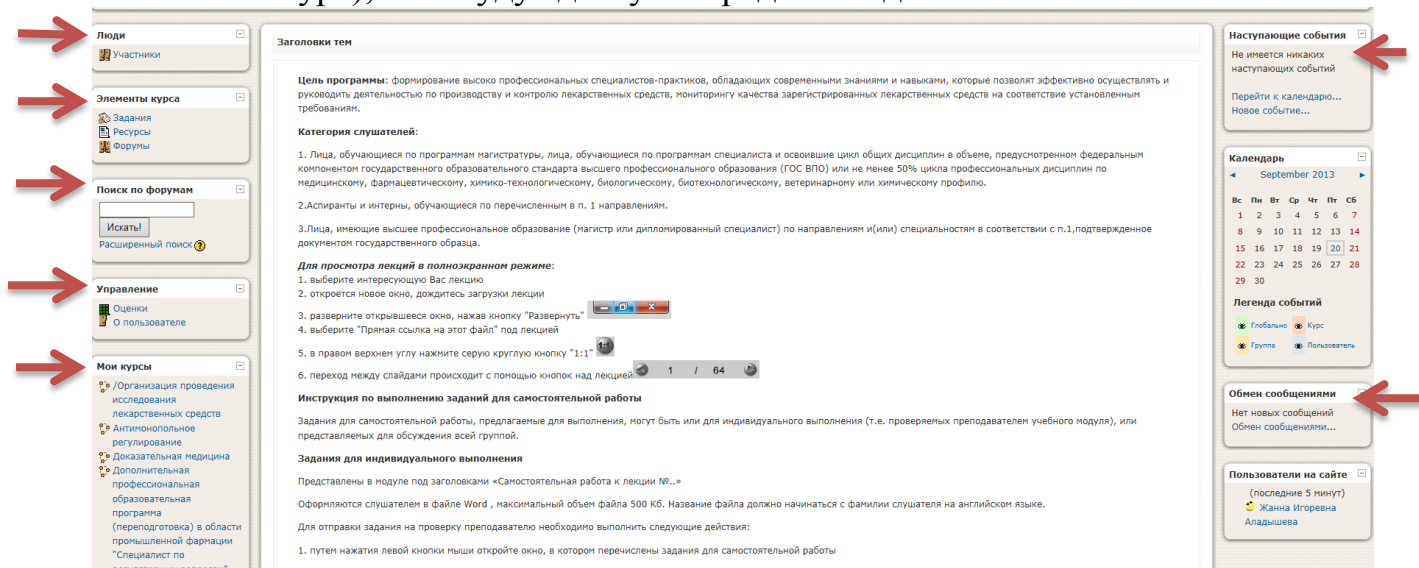 Люди
Участники
Элементы курса
Задания
Ресурсы
Форумы
Поиск по форумам
Искать!
Расширенный поиск
Управление
Оценки
О пользователе
Мои курсы
/Организация проведения
исследования
лекарственных средств
Антимонопольное
регулирование
Доказательная медицина
Дополнительная
профессиональная
образовательная
программа
(переподготовка) в области
промышленной фармации
"Специалист по
Заголовки тем
Цель программы: формирование высоко профессиональных специалистов-практиков, обладающих современными знаниями и навыками, которые позволят эффективно осуществлять и
руководить деятельностью по производству и контролю лекарственных средств, мониторингу качества зарегистрированных лекарственных средств на соответствие установленным
требованиям.
Категория слушателей:
1. Лица, обучающиеся по программам магистратуры, лица, обучающиеся по программам специалиста и освоившие цикл общих дисциплин в объеме, предусмотренном федеральным
компонентом государственного образовательного стандарта высшего профессионального образования (ГОС ВПО) или не менее 50% цикла профессиональных дисциплин по
медицинскому, фармацевтическому, химико-технологическому, биологическому, биотехнологическому, ветеринарному или химическому профилю.
2.Аспиранты и интерны, обучающиеся по перечисленным в п. 1 направлениям.
3.Лица, имеющие высшее профессиональное образование (магистр или дипломированный специалист) по направлениям и(или) специальностям в соответствии с п.1,подтвержденное
документом государственного образца.
Для просмотра лекций в полноэкранном режиме:
1. выберите интересующую Вас лекцию
2. откроется новое окно, дождитесь загрузки лекции
3. разверните открывшееся окно, нажав кнопку "Развернуть"
4. выберите "Прямая ссылка на этот файл" под лекцией
5. в правом верхнем углу нажмите серую круглую кнопку "1:1" 1:1
6. переход между слайдами происходит с помощью кнопок над лекцией 1 / 64
Инструкция по выполнению заданий для самостоятельной работы
Задания для самостоятельной работы, предлагаемые для выполнения, могут быть или для индивидуального выполнения (т.е. проверяемых преподавателем учебного модуля), или
представляемых для обсуждения всей группой.
Задания для индивидуального выполнения
Представлены в модуле под заголовками «Самостоятельная работа к лекции №..»
Оформляются слушателем в файле Word , максимальный объем файла 500 Кб. Название файла должно начинаться с фамилии слушателя на английском языке.
Для отправки задания на проверку преподавателю необходимо выполнить следующие действия:
1. путем нажатия левой кнопки мыши откройте окно, в котором перечислены задания для самостоятельной работы
Наступающие события
Не имеется никаких
наступающих событий
Перейти к календарю...
Новое событие...
Календарь
◄ September 2013 ►
Вс Пн Вт Ср Чт Пт Сб
1 2 3 4 5 6 7
8 9 10 11 12 13 14
15 16 17 18 19 20 21
22 23 24 25 26 27 28
29 30
Легенда событий
Глобально Курс
Группа Пользователь
Обмен сообщениями
Нет новых сообщений
Обмен сообщениями...
Пользователи на сайте
(последние 5 минут)
Жанна Игоревна
Аладышева